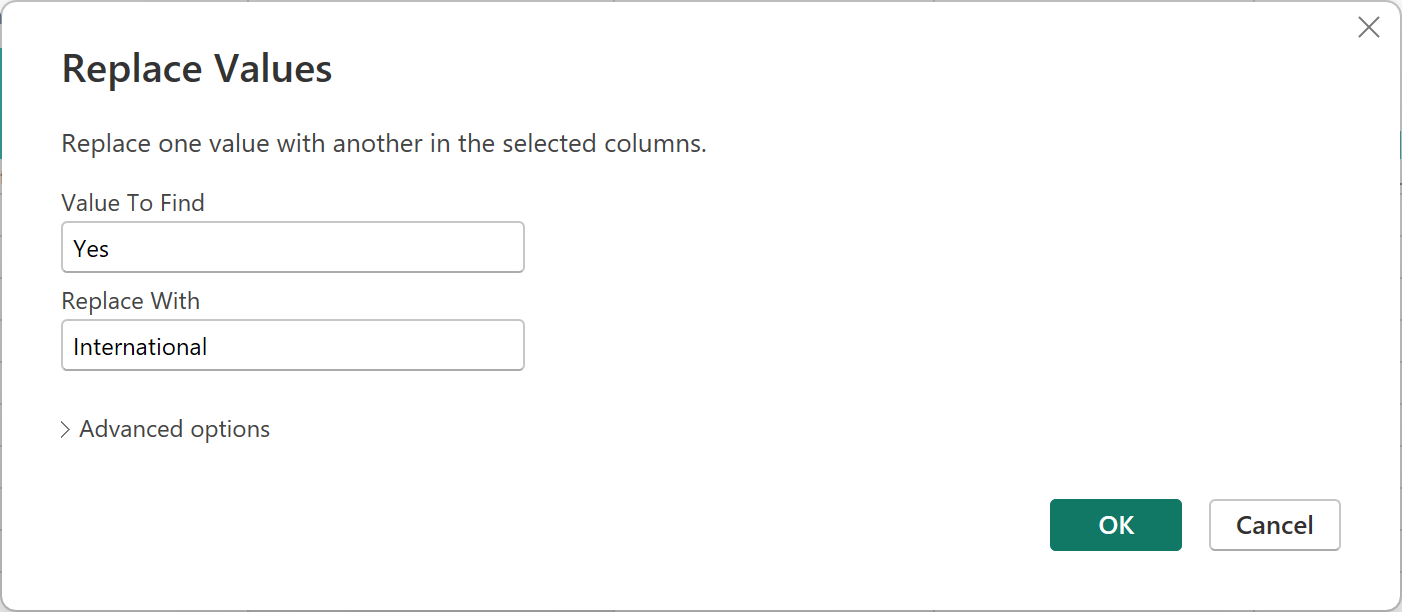 Replace Values
Replace one value with another in the selected columns.
Value To Find
Yes
Replace With
International
Advanced options
OK
Cancel